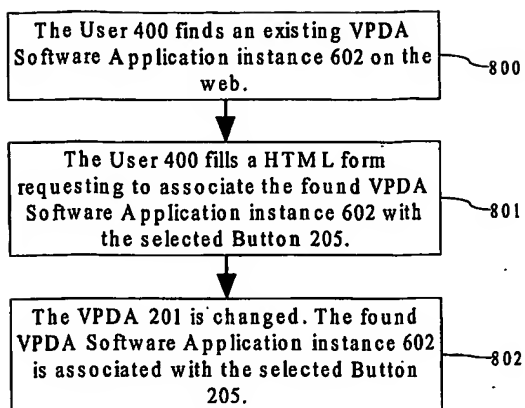 The User 400 finds an existing VPDA
Software Application instance 602 on the
web.
800
The User 400 fills a HTML form
requesting to associate the found VPDA
Software Application instance 602 with
the selected Button 205.
801
The VPDA 201 is changed. The found
VPDA Software Application instance 602
is associated with the selected Button
205.
802